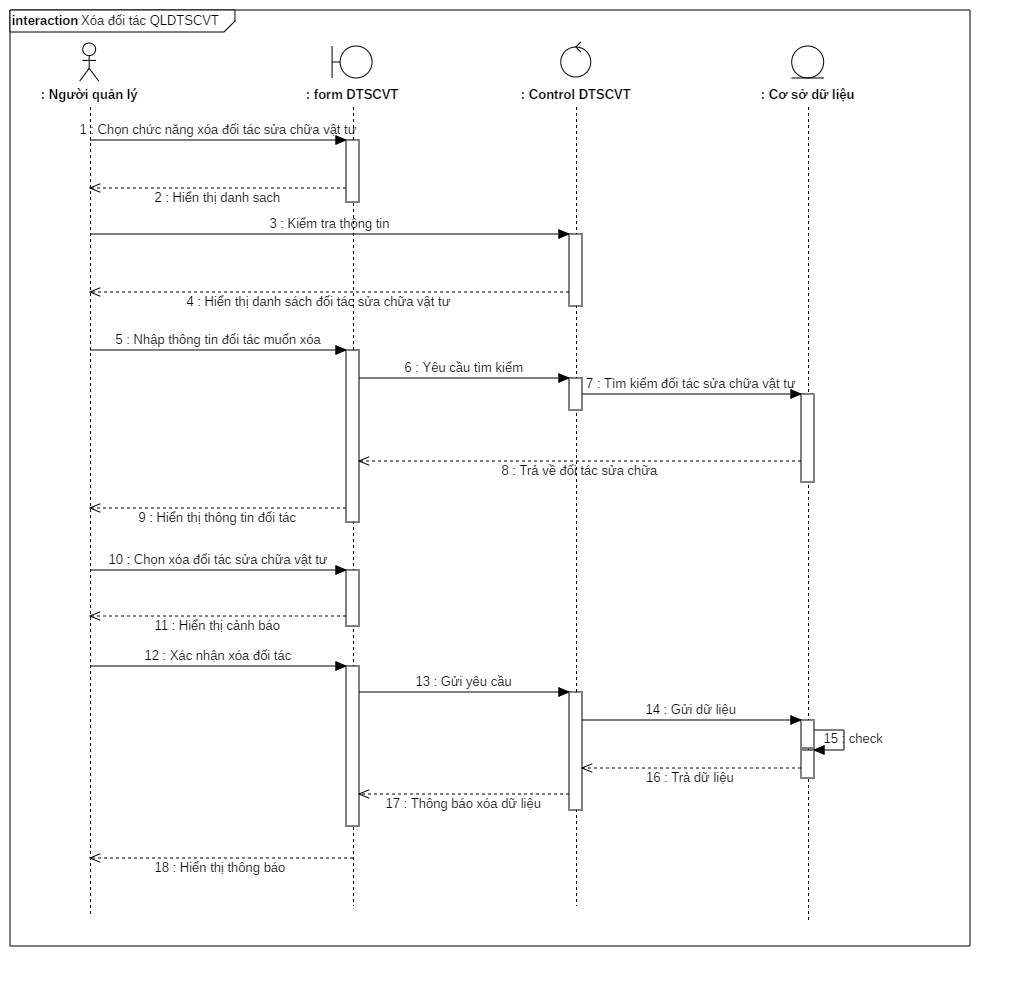 interaction Xóa đối tác QLDTSCVT
: Người quản lý
: form DTSCVT
: Control DTSCVT
: Cơ sở dữ liệu
1 : Chọn chức năng xóa đối tác sửa chữa vật tư
2 : Hiển thị danh sach
3 : Kiểm tra thông tin
4 : Hiển thị danh sách đối tác sửa chữa vật tư
5 : Nhập thông tin đối tác muốn xóa
6 : Yêu cầu tìm kiếm
7 : Tìm kiếm đối tác sửa chữa vật tư
8 : Trả về đối tác sửa chữa
9 : Hiển thị thông tin đối tác
10 : Chọn xóa đối tác sửa chữa vật tư
11 : Hiển thị cảnh báo
12 : Xác nhận xóa đối tác
13 : Gửi yêu cầu
14 : Gửi dữ liệu
15 : check
16 : Trả dữ liệu
17 : Thông báo xóa dữ liệu
18 : Hiển thị thông báo